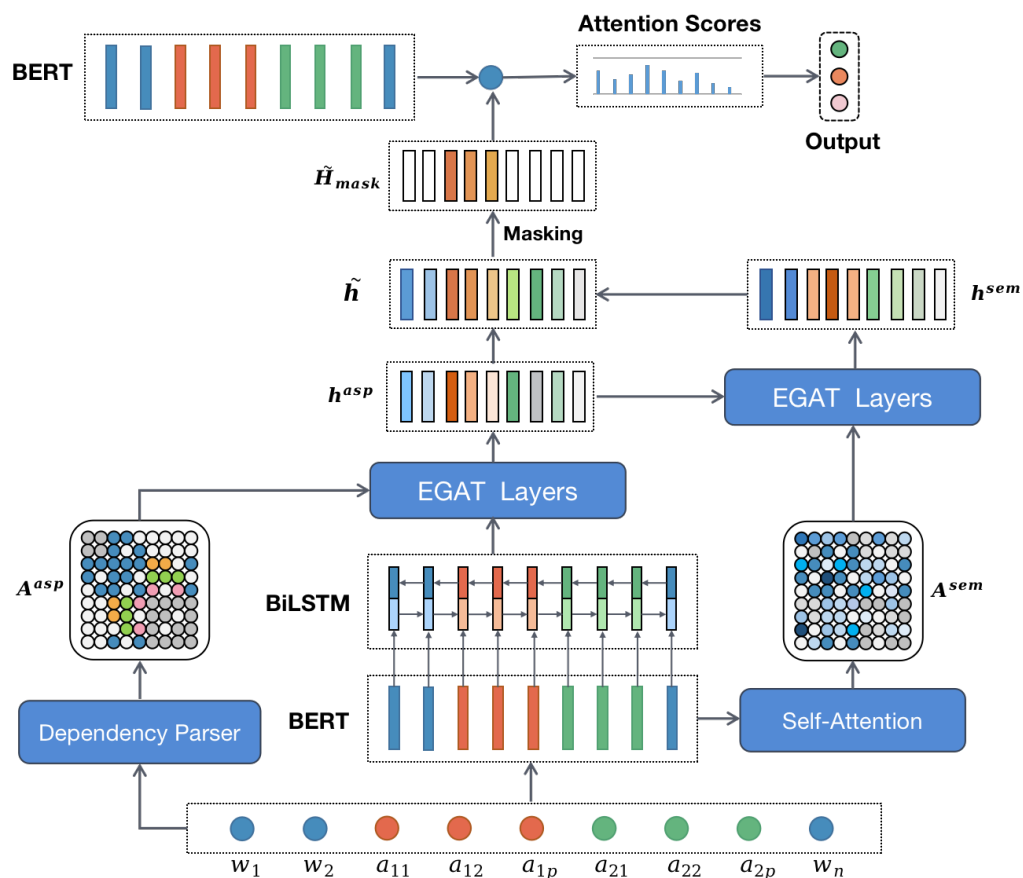 Attention Scores
BERT
Output
H̃mask
Masking
h̃
hsem
hasp
EGAT Layers
EGAT Layers
Aasp
BiLSTM
Asem
BERT
Dependency Parser
Self-Attention
w1 w2 a11 a12 a1p a21 a22 a2p wn